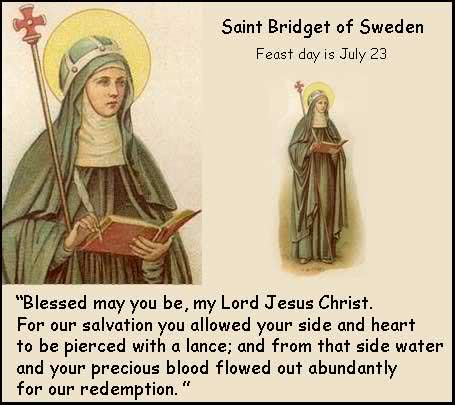 Saint Bridget of Sweden
Feast day is July 23
“Blessed may you be, my Lord Jesus Christ.
For our salvation you allowed your side and heart
to be pierced with a lance; and from that side water
and your precious blood flowed out abundantly
for our redemption. ”